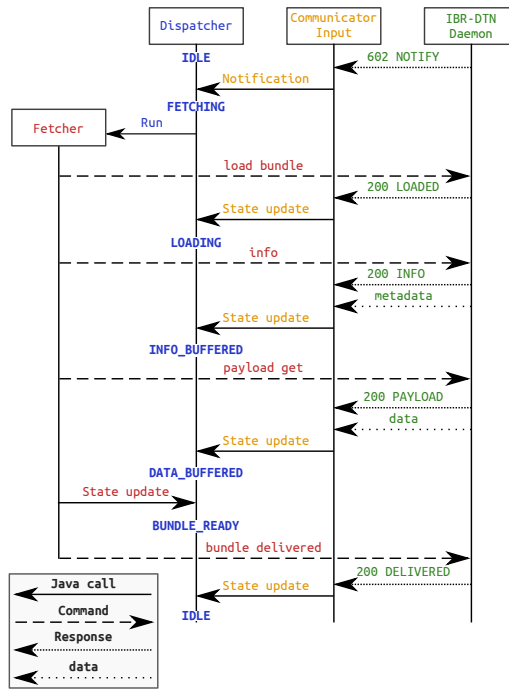 Dispatcher
Communicator
Input
IBR-DTN
Daemon
IDLE
602 NOTIFY
Notification
FETCHING
Fetcher
Run
load bundle
200 LOADED
State update
LOADING
info
200 INFO
metadata
State update
INFO_BUFFERED
payload get
200 PAYLOAD
data
State update
DATA_BUFFERED
State update
BUNDLE_READY
bundle delivered
200 DELIVERED
State update
IDLE
Java call
Command
Response
data